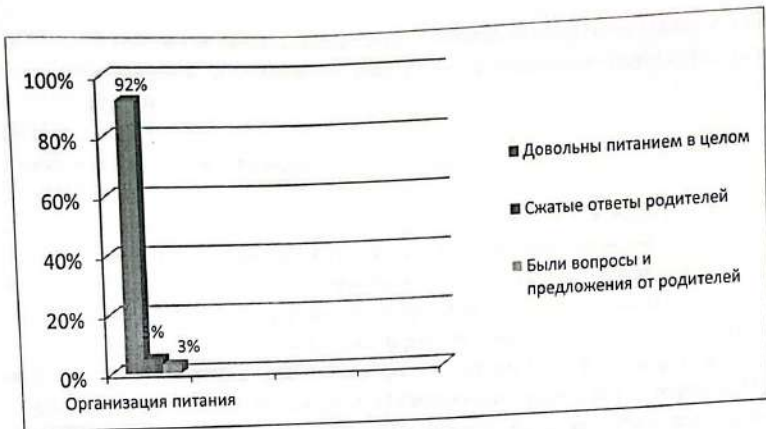 100%
92%
80%
60%
40%
20%
3%
0%
Организация питания
Довольны питанием в целом
Сжатые ответы родителей
Были вопросы и
предложения от родителей